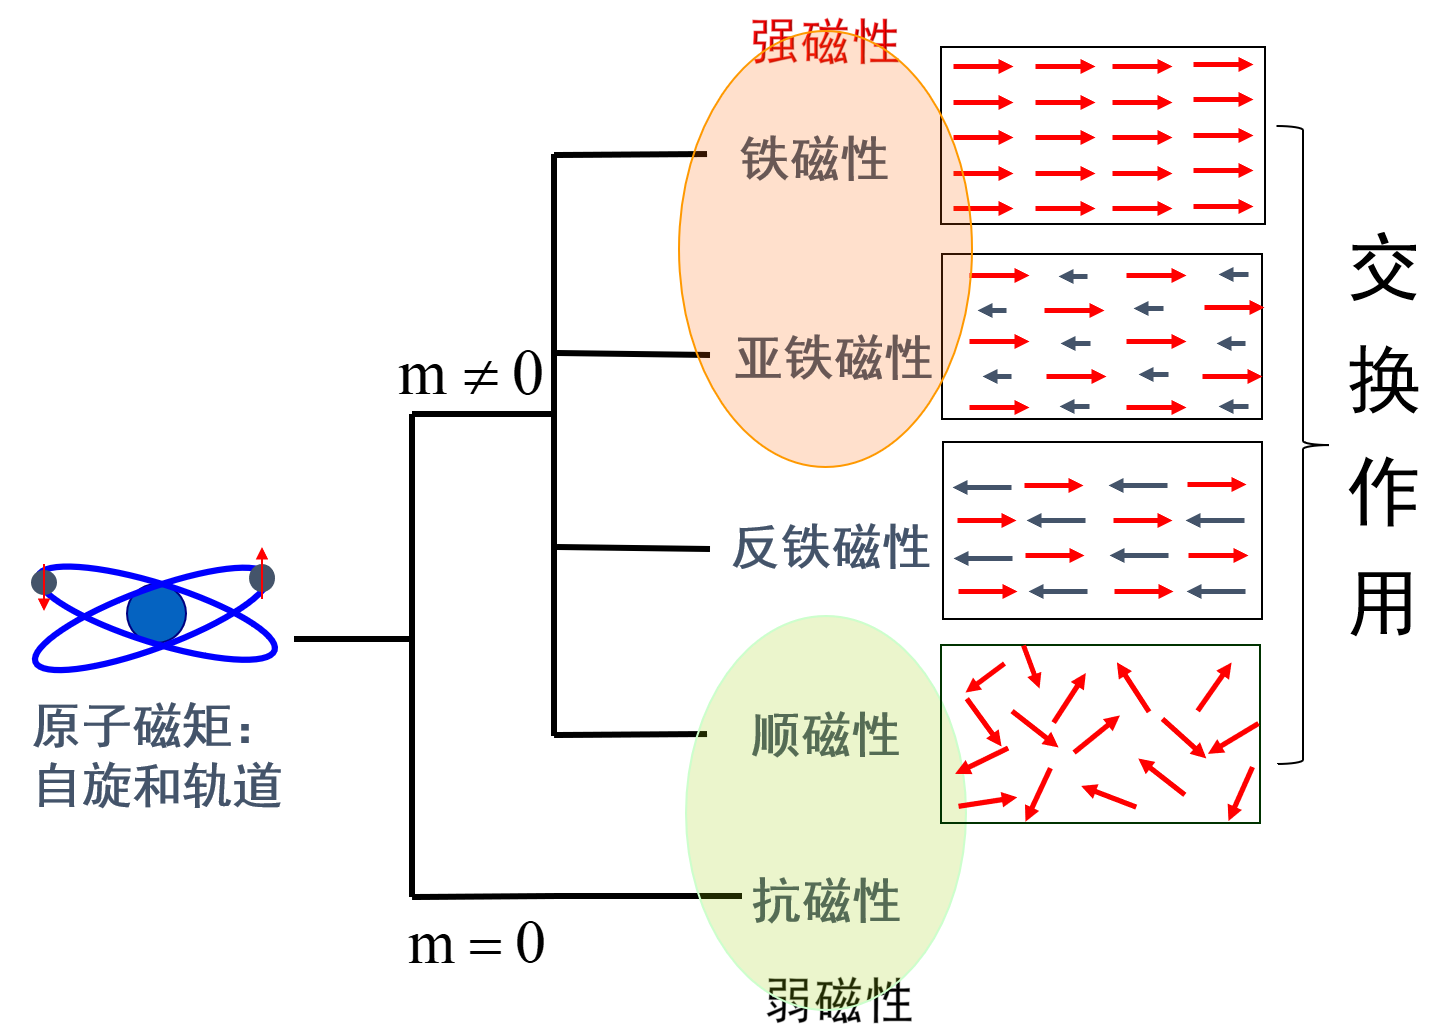 强磁性
铁磁性
亚铁磁性
m ≠ 0
反铁磁性
交
换
作
用
原子磁矩：
自旋和轨道
顺磁性
抗磁性
m = 0
弱磁性